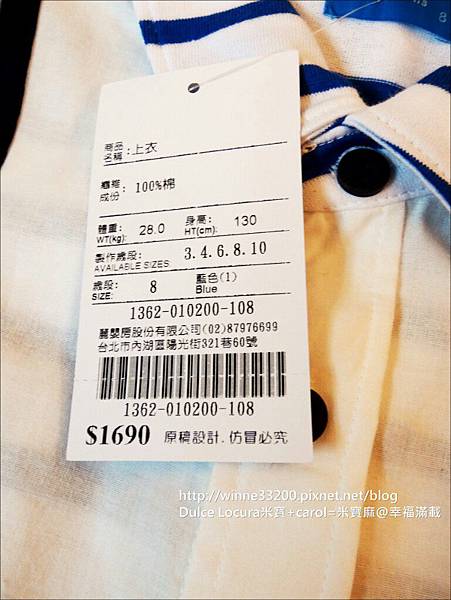 8
商品
名稱 : 上衣
纖維
成份 : 100%棉
體重: 28.0 身高: 130
WT(kg): HT(cm):
製作歲段: 3.4.6.8.10
AVAILABLE SIZES:
歲段: 8 藍色(1)
SIZE: Blue
1362-010200-108
麗嬰房股份有限公司(02)87976699
台北市內湖區陽光街321巷60號
1362-010200-108
$1690 原稿設計.仿冒必究
http://winne33200.pixnet.net/blog
Dulce Locura米寶+carol=米寶麻@幸福滿載